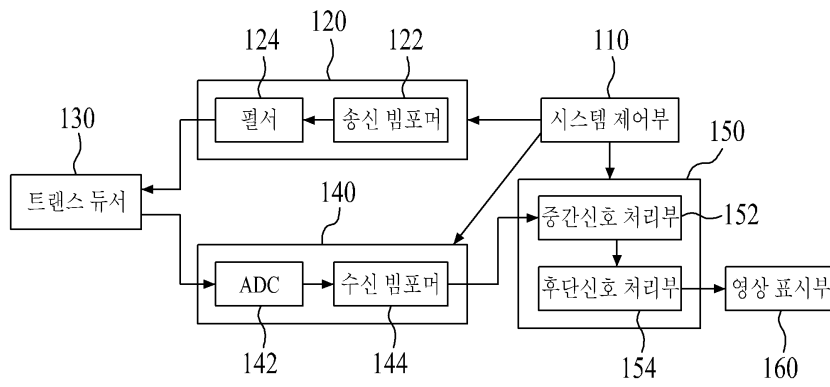 124
120
122
110
펄서
송신 빔포머
시스템 제어부
130
150
트랜스 듀서
140
중간신호 처리부
152
ADC
수신 빔포머
후단신호 처리부
영상 표시부
142
144
154
160